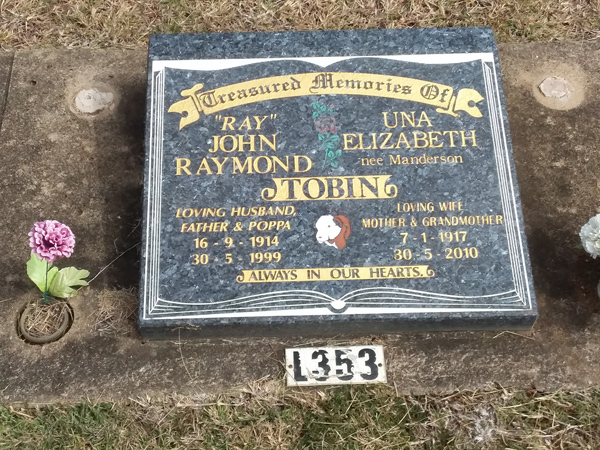 Treasured Memories Of
"RAY"
JOHN
RAYMOND
UNA
ELIZABETH
nee Manderson
TOBIN
LOVING HUSBAND,
FATHER & POPPA
16 - 9 - 1914
30 - 5 - 1999
LOVING WIFE
MOTHER & GRANDMOTHER
7 - 1 - 1917
30 - 5 - 2010
ALWAYS IN OUR HEARTS.
L353